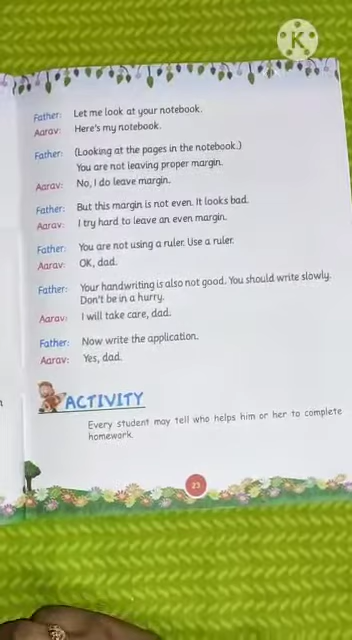 K
Father: Let me look at your notebook.
Aarav: Here's my notebook.
Father: (Looking at the pages in the notebook.)
You are not leaving proper margin.
Aarav: No, I do leave margin.
Father: But this margin is not even. It looks bad.
Aarav: I try hard to leave an even margin.
Father: You are not using a ruler. Use a ruler.
Aarav: OK, dad.
Father: Your handwriting is also not good. You should write slowly.
Don't be in a hurry.
Aarav: I will take care, dad.
Father: Now write the application.
Aarav: Yes, dad.
ACTIVITY
Every student may tell who helps him or her to complete
homework.
23